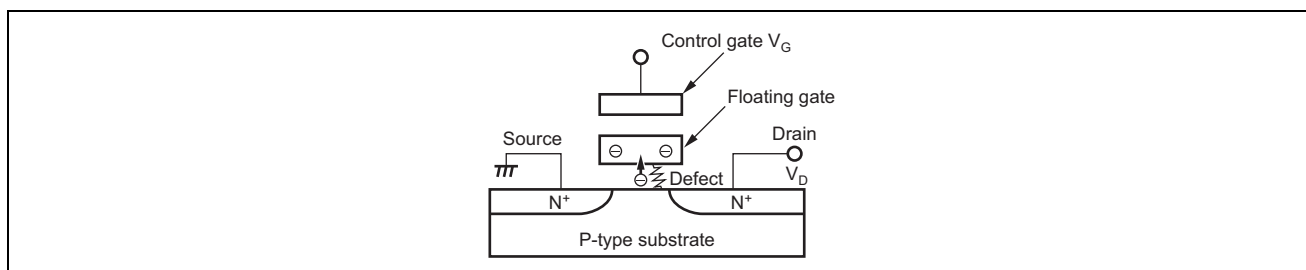 Control gate V_G
Floating gate
Source
Drain
⊖ ⊖
⊖ Defect
V_D
N⁺ N⁺
P-type substrate